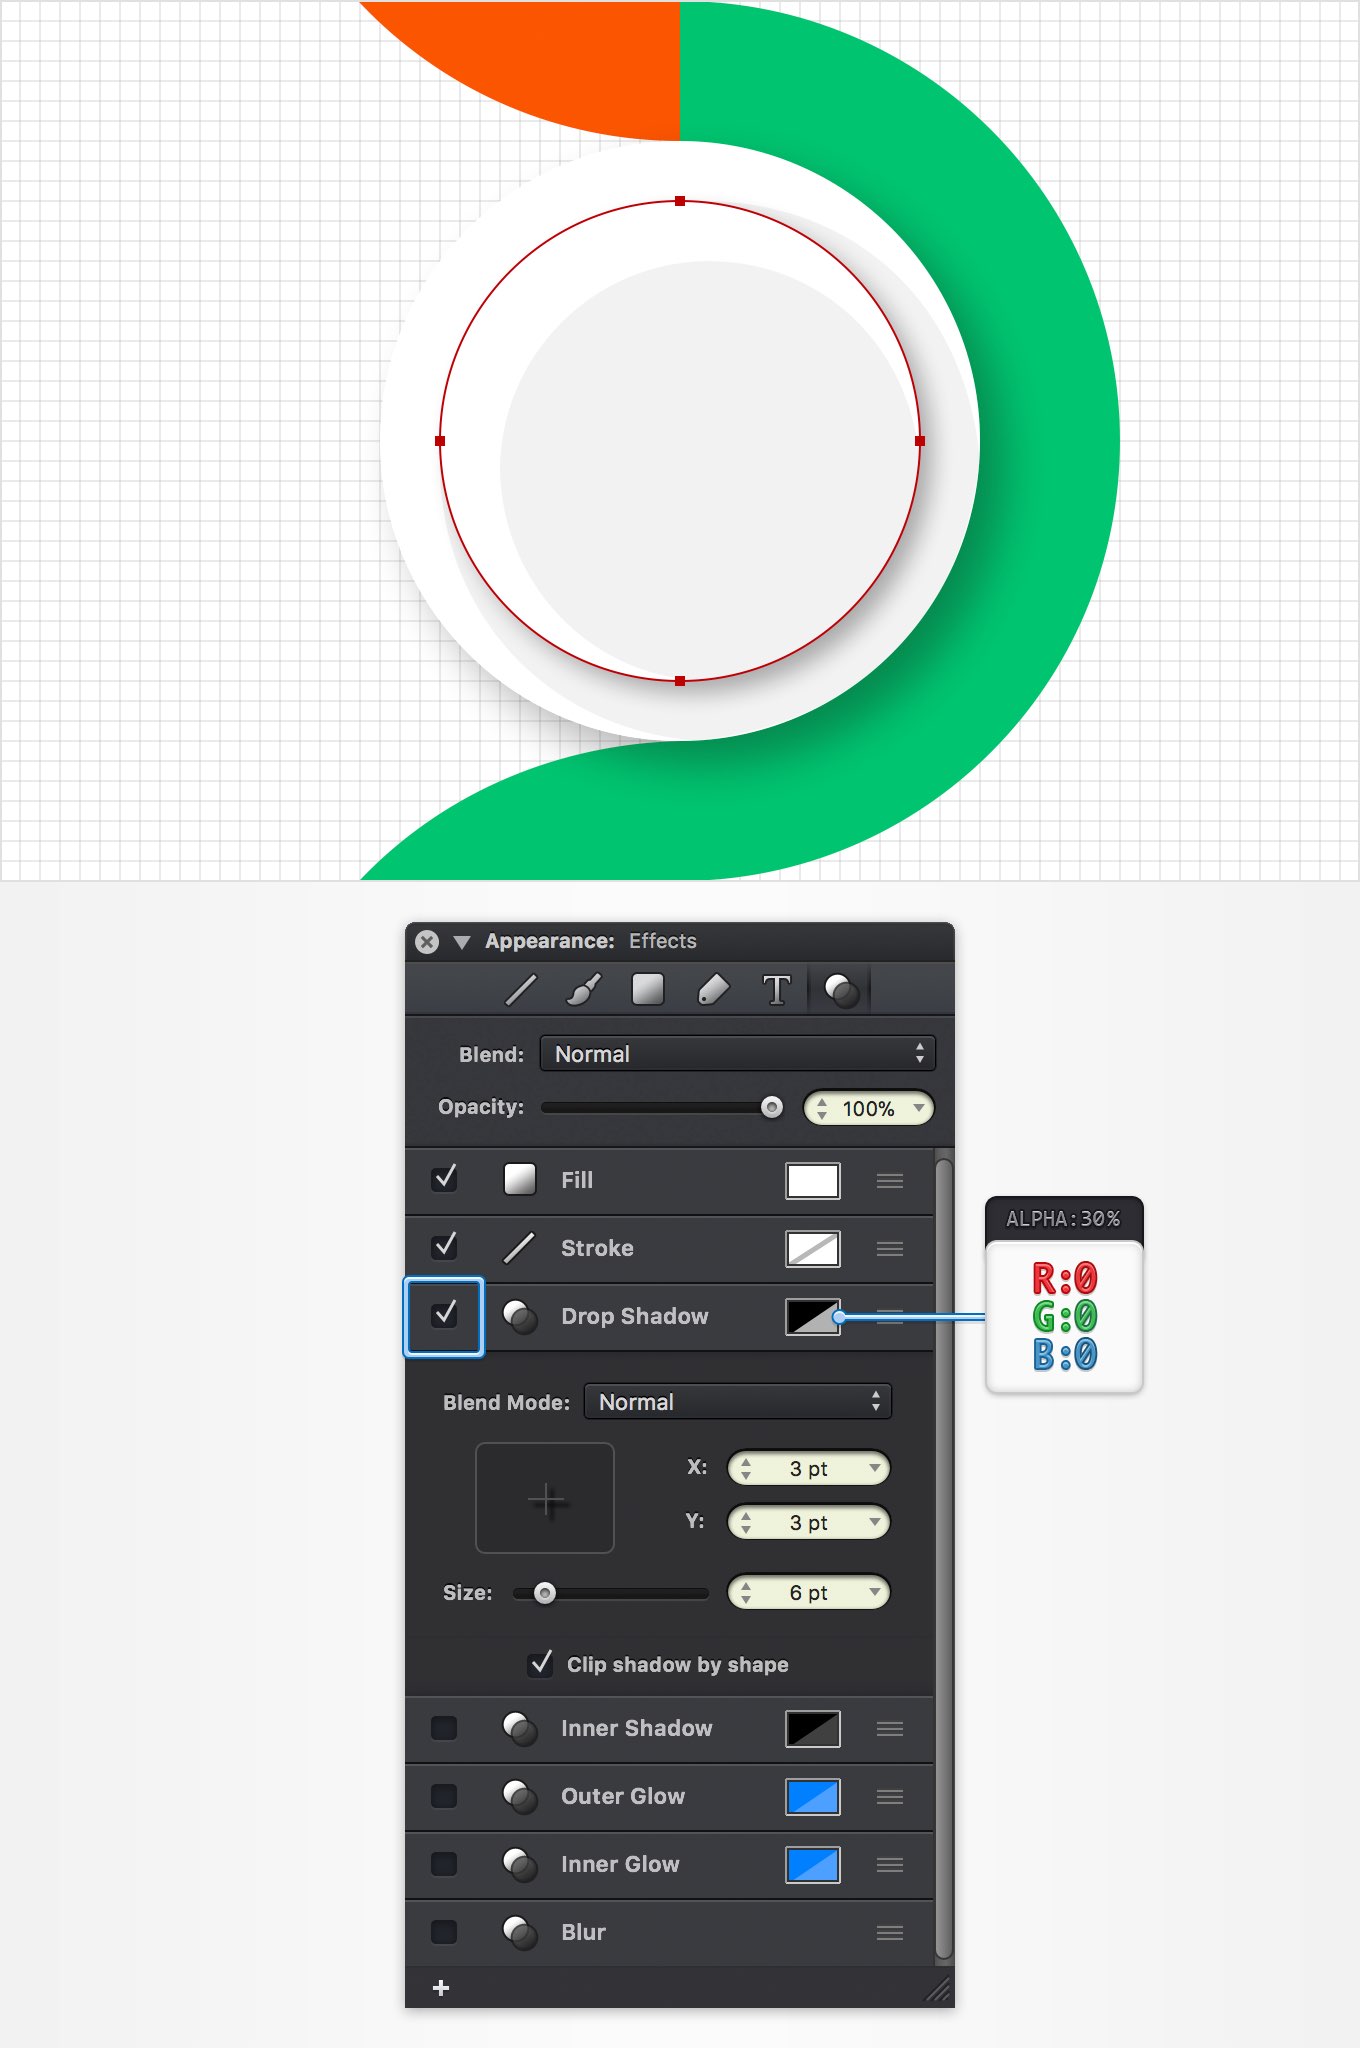 Appearance: Effects
T
Blend: Normal
Opacity: 100%
Fill
Stroke
Drop Shadow
ALPHA:30%
R:0
G:0
B:0
Blend Mode: Normal
X: 3 pt
Y: 3 pt
Size: 6 pt
Clip shadow by shape
Inner Shadow
Outer Glow
Inner Glow
Blur